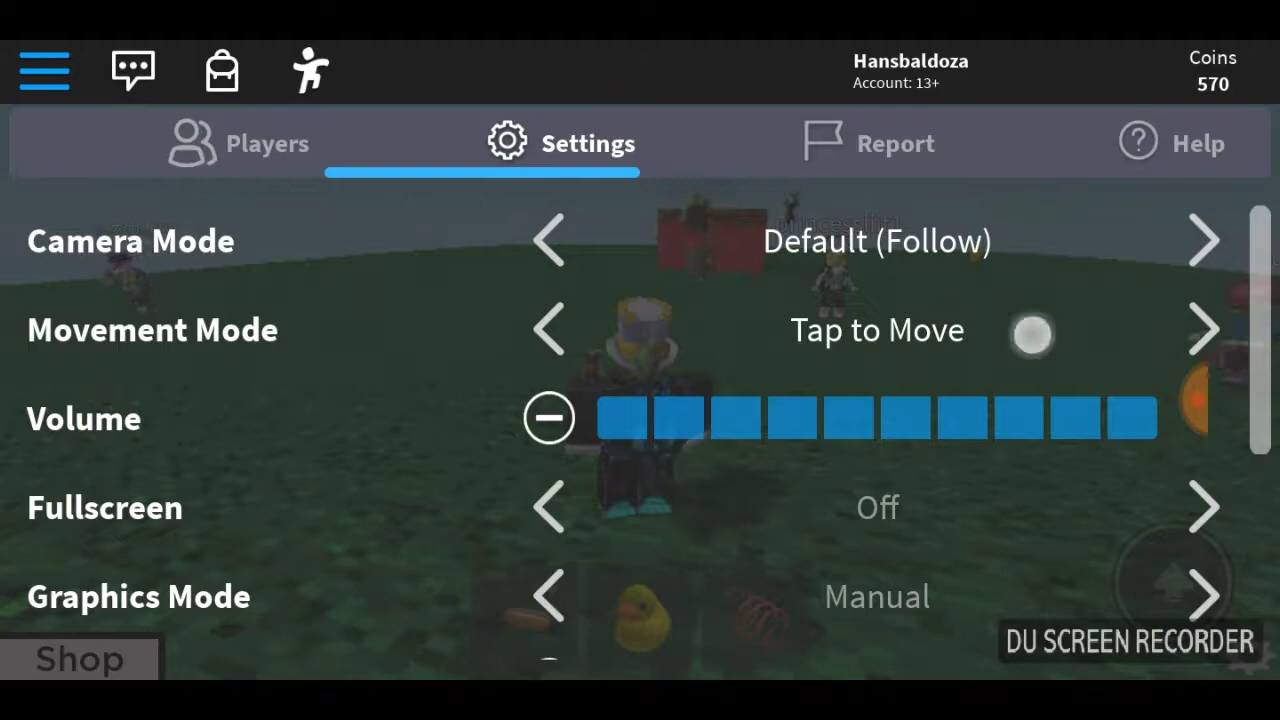 Hansbaldoza
Account: 13+
Coins
570
Players
Settings
Report
Help
Camera Mode
Default (Follow)
Movement Mode
Tap to Move
Volume
Fullscreen
Off
Graphics Mode
Manual
Shop
DU SCREEN RECORDER